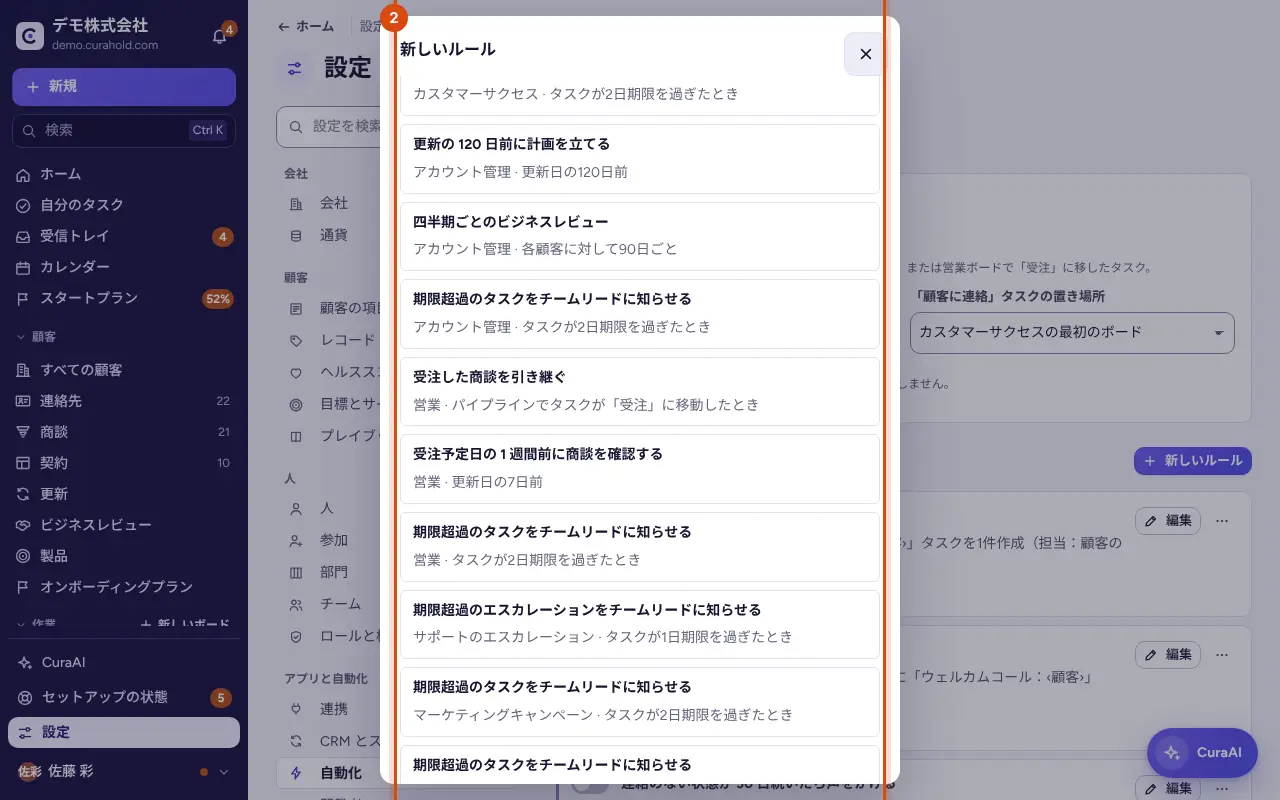 デモ株式会社
demo.curahold.com
4
新規
検索
Ctrl K
ホーム
自分のタスク
受信トレイ
4
カレンダー
スタートプラン
52%
顧客
すべての顧客
連絡先
22
商談
21
契約
10
更新
ビジネスレビュー
製品
オンボーディングプラン
作業
新しいボード
CuraAI
セットアップの状態
5
設定
佐彩
佐藤 彩
ホーム
設定
設定
設定を検索
会社
会社
通貨
顧客
顧客の項目
レコード
ヘルスス
目標とサ
プレイブ
人
人
参加
部門
チーム
ロールと
アプリと自動化
連携
CRM とス
自動化
2
新しいルール
カスタマーサクセス · タスクが2日期限を過ぎたとき
更新の 120 日前に計画を立てる
アカウント管理 · 更新日の120日前
四半期ごとのビジネスレビュー
アカウント管理 · 各顧客に対して90日ごと
期限超過のタスクをチームリードに知らせる
アカウント管理 · タスクが2日期限を過ぎたとき
受注した商談を引き継ぐ
営業 · パイプラインでタスクが「受注」に移動したとき
受注予定日の 1 週間前に商談を確認する
営業 · 更新日の7日前
期限超過のタスクをチームリードに知らせる
営業 · タスクが2日期限を過ぎたとき
期限超過のエスカレーションをチームリードに知らせる
サポートのエスカレーション · タスクが1日期限を過ぎたとき
期限超過のタスクをチームリードに知らせる
マーケティングキャンペーン · タスクが2日期限を過ぎたとき
期限超過のタスクをチームリードに知らせる
または営業ボードで「受注」に移したタスク。
「顧客に連絡」タスクの置き場所
カスタマーサクセスの最初のボード
しません。
新しいルール
編集
」タスクを1件作成（担当：顧客の
編集
に「ウェルカムコール：‹顧客›」
CuraAI
編集